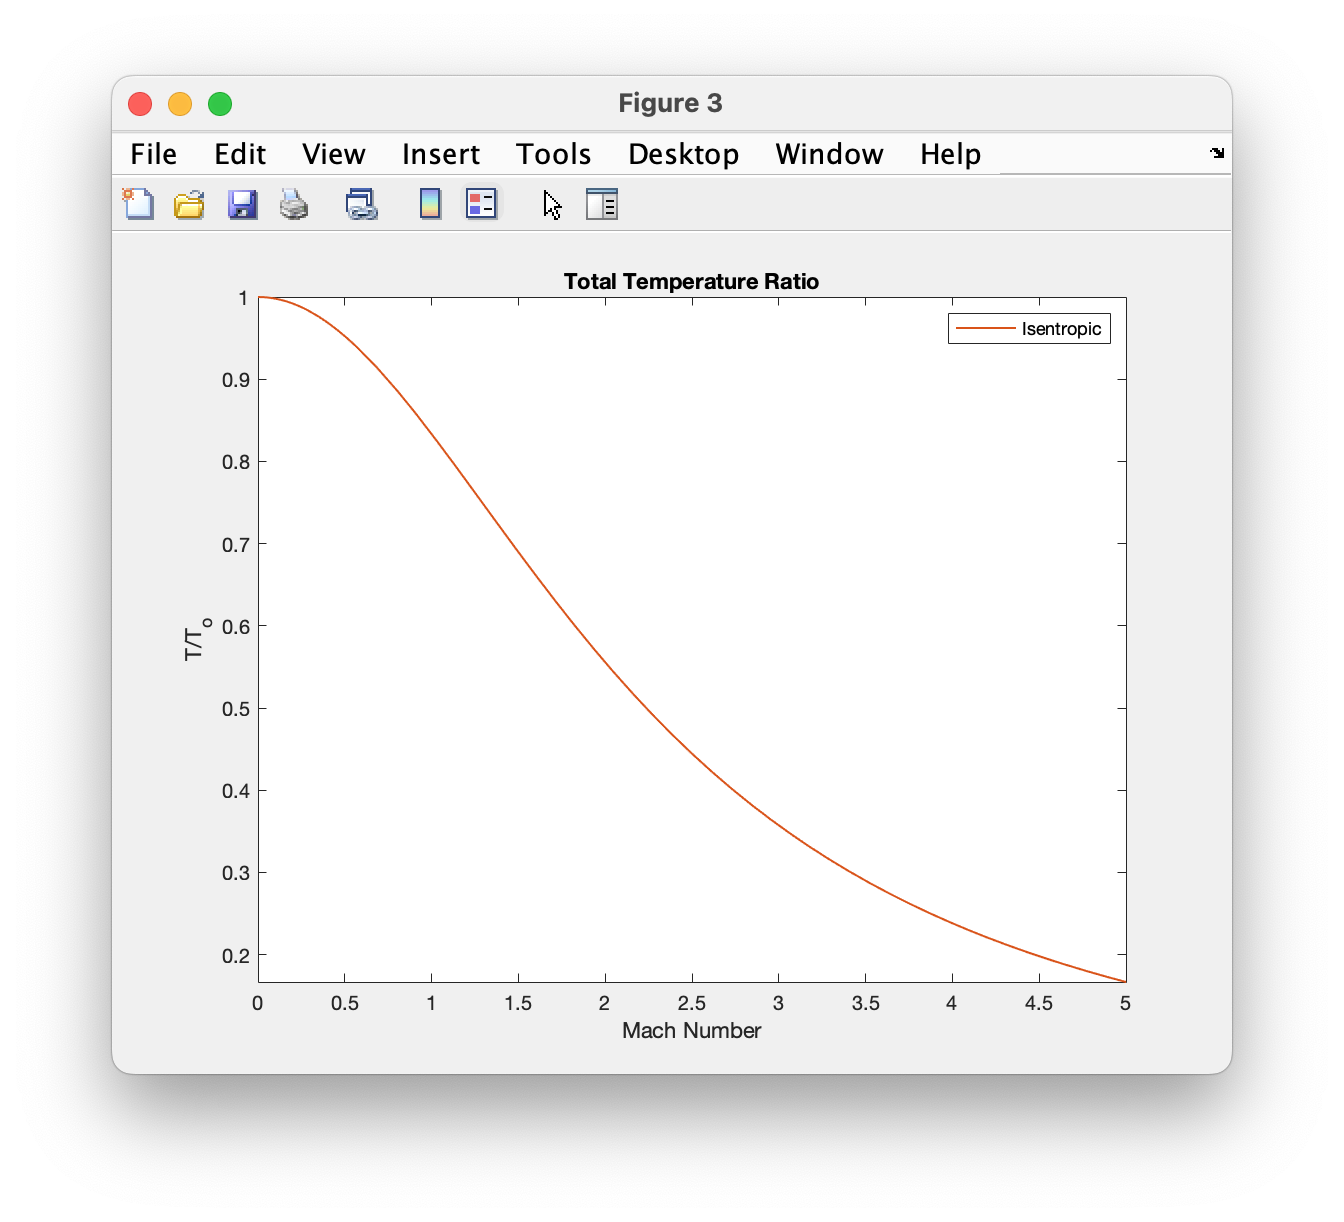 Figure 3
File Edit View Insert Tools Desktop Window Help
Total Temperature Ratio
Isentropic
1
0.9
0.8
0.7
0.6
0.5
0.4
0.3
0.2
T/To
0 0.5 1 1.5 2 2.5 3 3.5 4 4.5 5
Mach Number